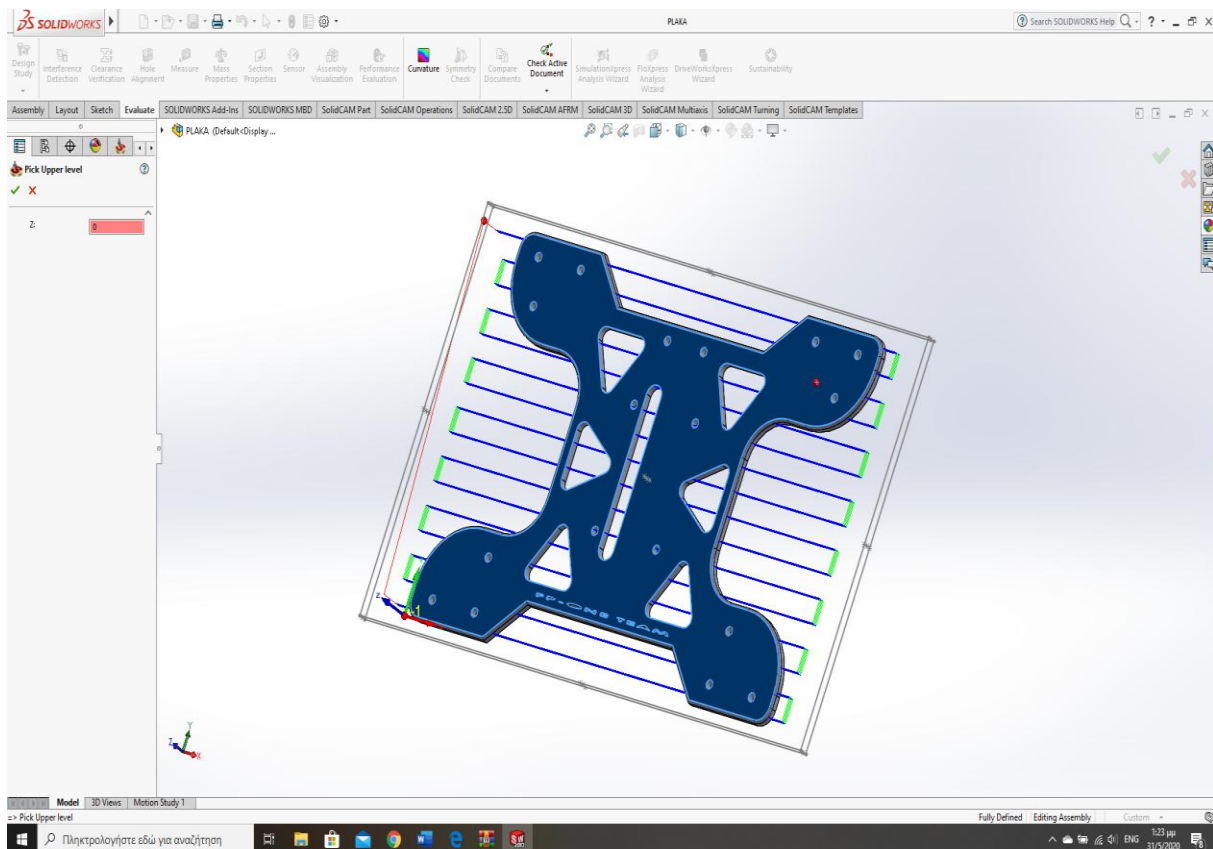 SOLIDWORKS
PLAKA
Search SOLIDWORKS Help
Design Study
Interference Detection
Clearance Verification
Hole Alignment
Measure
Mass Properties
Section Properties
Sensor
Assembly Visualization
Performance Evaluation
Curvature
Symmetry Check
Compare Documents
Check Active Document
SimulationXpress Analysis Wizard
FloXpress Analysis Wizard
DriveWorksXpress Wizard
Sustainability
Assembly Layout Sketch Evaluate SOLIDWORKS Add-Ins SOLIDWORKS MBD SolidCAM Part SolidCAM Operations SolidCAM 2.5D SolidCAM AFRM SolidCAM 3D SolidCAM Multiaxis SolidCAM Turning SolidCAM Templates
PLAKA (Default<Display ...
Pick Upper level
Z: 0
PP-ONE TEAM
Z
1
Y
Z X
Model 3D Views Motion Study 1
=> Pick Upper level
Fully Defined Editing Assembly Custom
Πληκτρολογήστε εδώ για αναζήτηση
ENG
1:23 μμ
31/5/2020